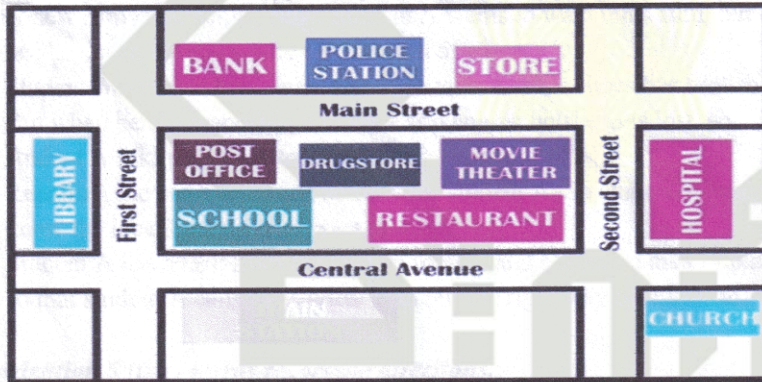 BANK
POLICE
STATION
STORE
Main Street
LIBRARY
First Street
POST
OFFICE
DRUGSTORE
MOVIE
THEATER
SCHOOL
RESTAURANT
Second Street
HOSPITAL
Central Avenue
CHURCH